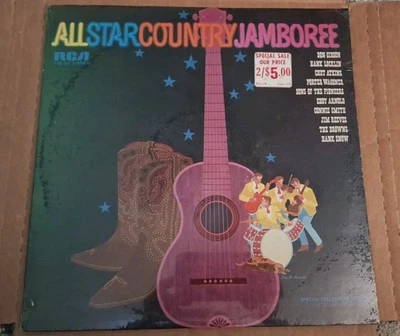 ALLSTARCOUNTRYJAMBOREE
RCA
SPECIAL SALE
OUR PRICE
2/$5.00
DON GIBSON
HANK LOCKLIN
CHET ATKINS
PORTER WAGONER
SONS OF THE PIONEERS
EDDY ARNOLD
CONNIE SMITH
JIM REEVES
THE BROWNS
HANK SNOW